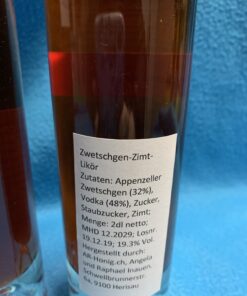 Zwetschgen-Zimt-
Likör
Zutaten: Appenzeller
Zwetschgen (32%),
Vodka (48%), Zucker,
Staubzucker, Zimt;
Menge: 2dl netto;
MHD 12.2029; Losnr.
19.12.19; 19.3% Vol.
Hergestellt durch:
AR-Honig.ch, Angela
und Raphael Inauen,
Schwellbrunnerstr.
9100 Herisau